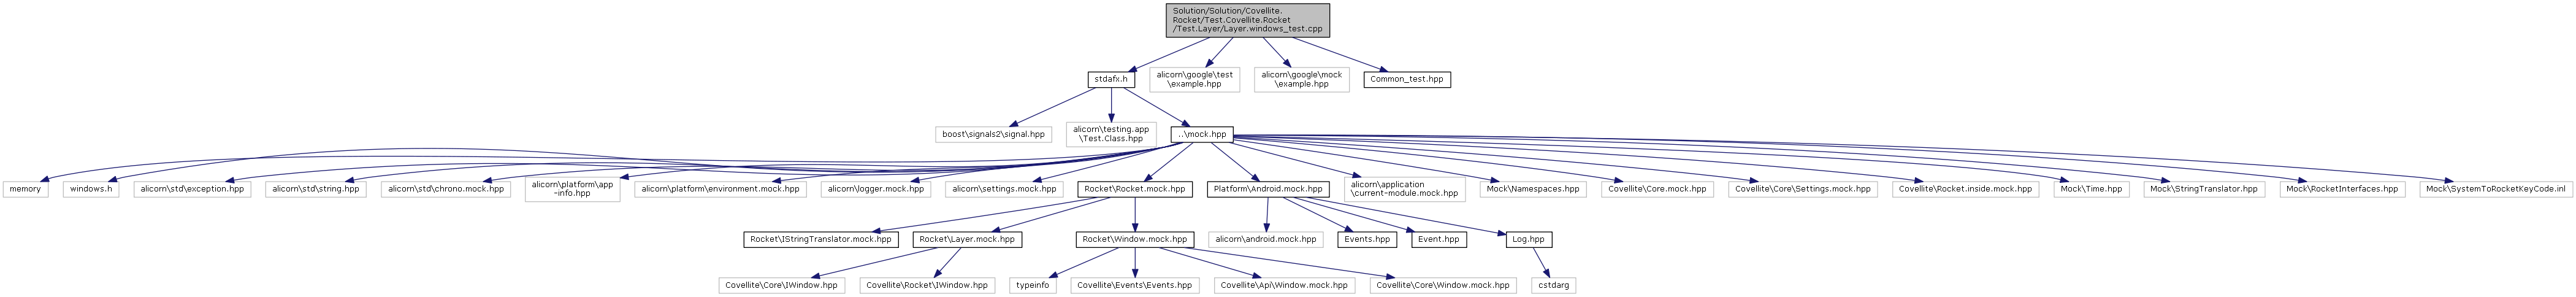 Solution/Solution/Covellite.
Rocket/Test.Covellite.Rocket
/Test.Layer/Layer.windows_test.cpp
stdafx.h
alicorn\google\test
\example.hpp
alicorn\google\mock
\example.hpp
Common_test.hpp
boost\signals2\signal.hpp
alicorn\testing.app
\Test.Class.hpp
..\mock.hpp
memory
windows.h
alicorn\std\exception.hpp
alicorn\std\string.hpp
alicorn\std\chrono.mock.hpp
alicorn\platform\app
-info.hpp
alicorn\platform\environment.mock.hpp
alicorn\logger.mock.hpp
alicorn\settings.mock.hpp
Rocket\Rocket.mock.hpp
Platform\Android.mock.hpp
alicorn\application
\current-module.mock.hpp
Mock\Namespaces.hpp
Covellite\Core.mock.hpp
Covellite\Core\Settings.mock.hpp
Covellite\Rocket.inside.mock.hpp
Mock\Time.hpp
Mock\StringTranslator.hpp
Mock\RocketInterfaces.hpp
Mock\SystemToRocketKeyCode.inl
Rocket\IStringTranslator.mock.hpp
Rocket\Layer.mock.hpp
Rocket\Window.mock.hpp
alicorn\android.mock.hpp
Events.hpp
Event.hpp
Log.hpp
Covellite\Core\IWindow.hpp
Covellite\Rocket\IWindow.hpp
typeinfo
Covellite\Events\Events.hpp
Covellite\Api\Window.mock.hpp
Covellite\Core\Window.mock.hpp
cstdarg